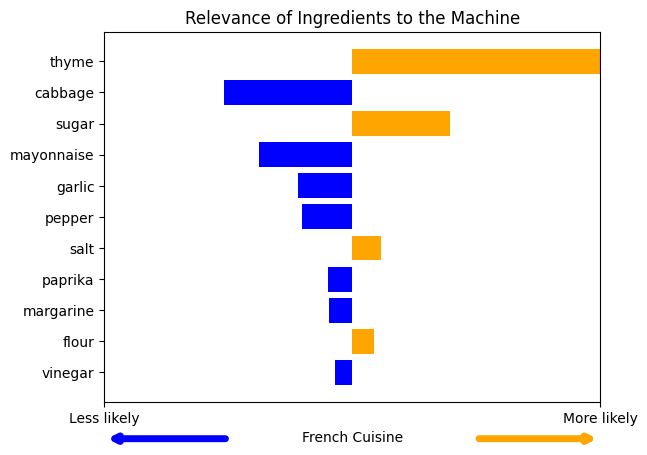 Relevance of Ingredients to the Machine
thyme
cabbage
sugar
mayonnaise
garlic
pepper
salt
paprika
margarine
flour
vinegar
Less likely
More likely
French Cuisine